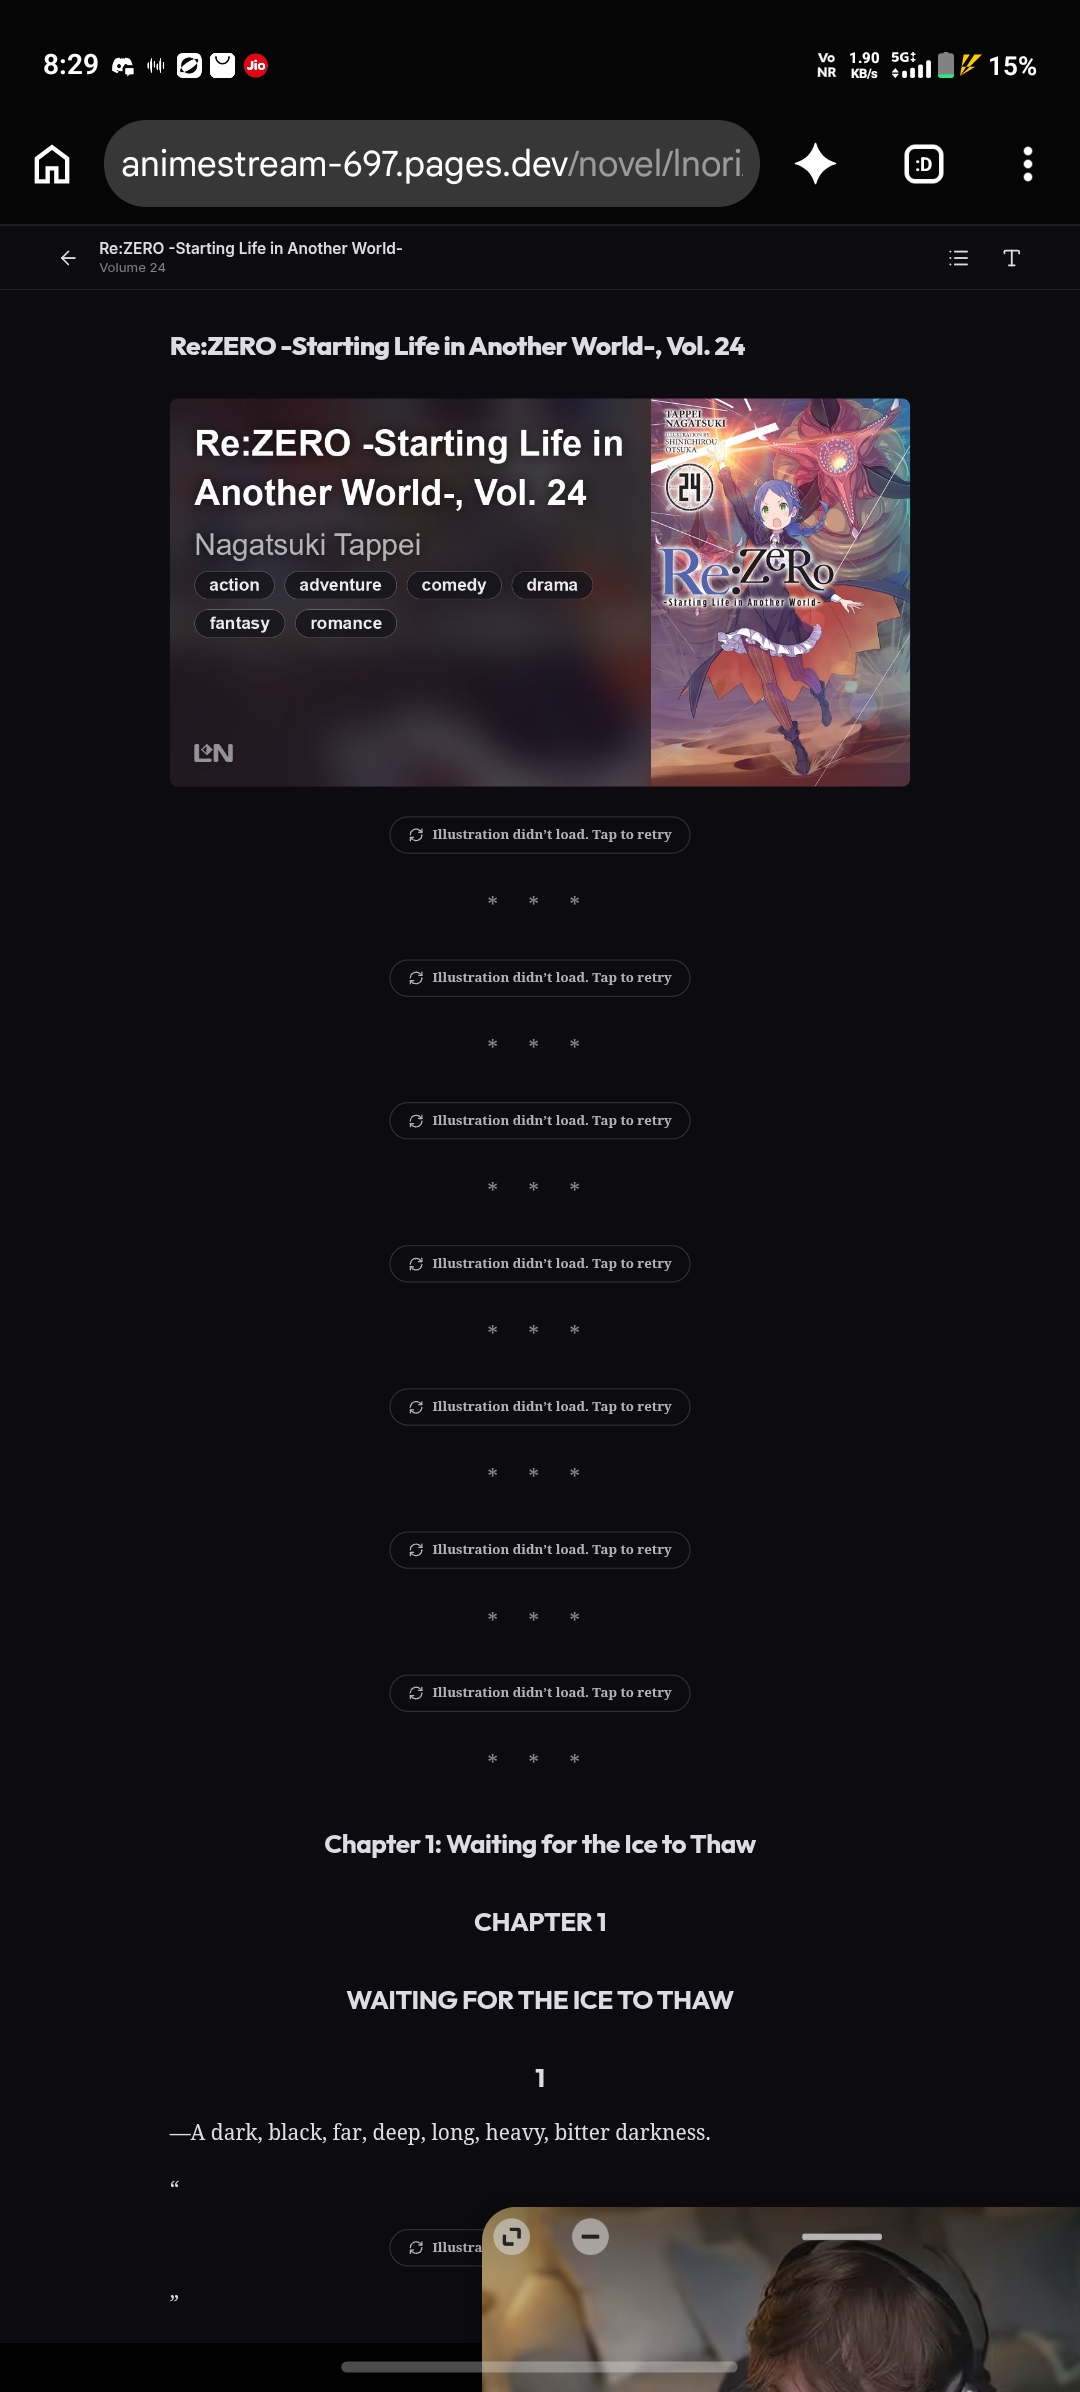 8:29
Jio
Vo NR
1.90 KB/s
5G
15%
animestream-697.pages.dev/novel/lnori
:D
Re:ZERO -Starting Life in Another World-
Volume 24
Re:ZERO -Starting Life in Another World-, Vol. 24
Re:ZERO -Starting Life in
Another World-, Vol. 24
Nagatsuki Tappei
action adventure comedy drama
fantasy romance
LN
TAPPEI
NAGATSUKI
ILLUSTRATION BY
SHINICHIROU
OTSUKA
24
Re:ZeRo
-Starting Life in Another World-
Illustration didn’t load. Tap to retry
* * *
Illustration didn’t load. Tap to retry
* * *
Illustration didn’t load. Tap to retry
* * *
Illustration didn’t load. Tap to retry
* * *
Illustration didn’t load. Tap to retry
* * *
Illustration didn’t load. Tap to retry
* * *
Illustration didn’t load. Tap to retry
* * *
Chapter 1: Waiting for the Ice to Thaw
CHAPTER 1
WAITING FOR THE ICE TO THAW
1
—A dark, black, far, deep, long, heavy, bitter darkness.
“
Illustra
”